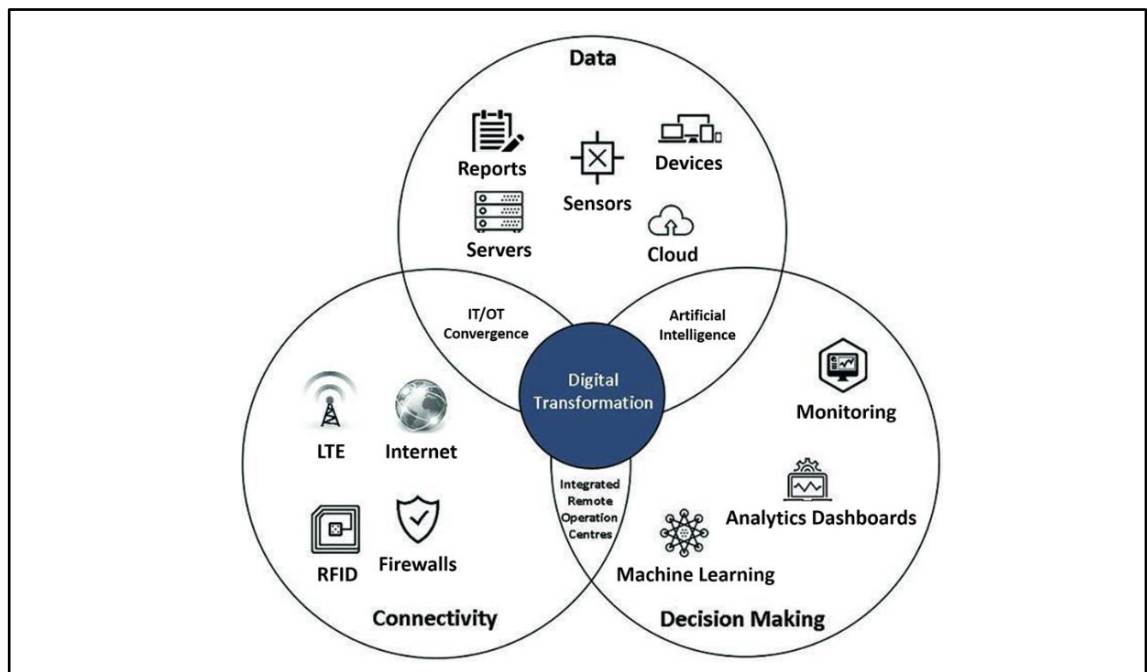 Data
Reports
Sensors
Devices
Servers
Cloud
IT/OT
Convergence
Artificial
Intelligence
Digital
Transformation
LTE
Internet
RFID
Firewalls
Connectivity
Integrated
Remote
Operation
Centres
Monitoring
Analytics Dashboards
Machine Learning
Decision Making